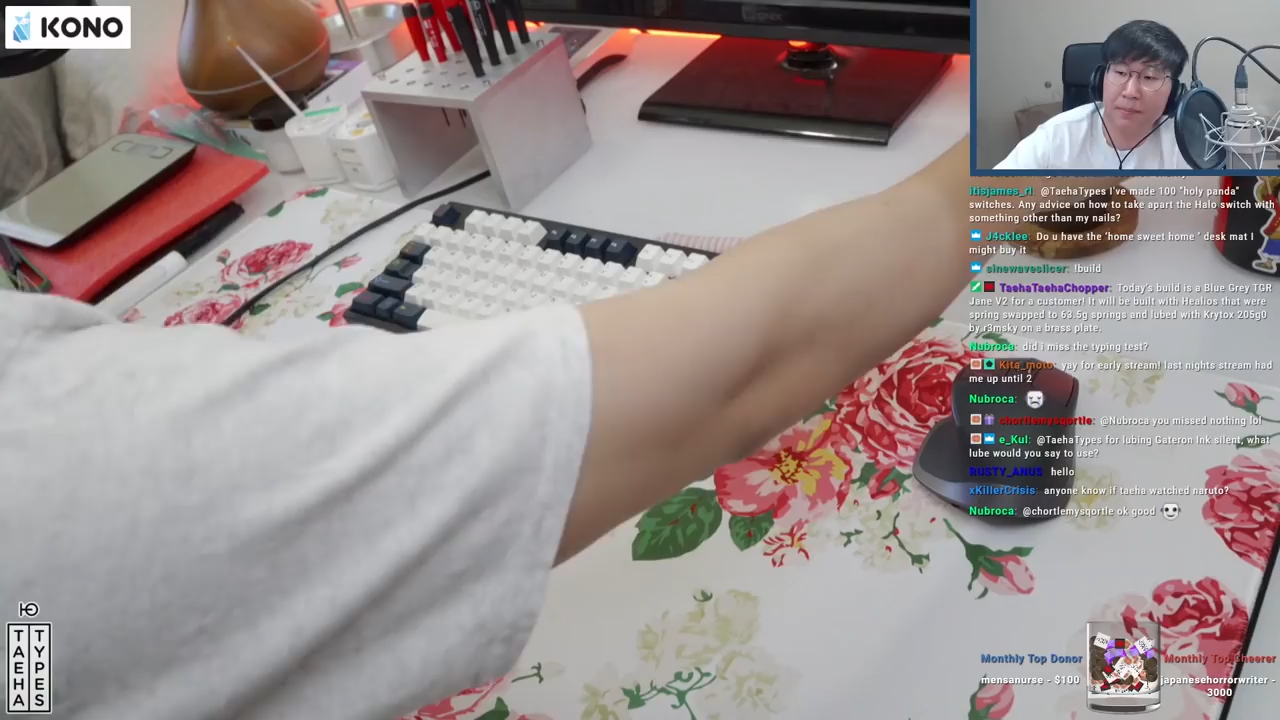 KONO
itisjames_rl: @TaehaTypes I've made 100 "holy panda"
switches. Any advice on how to take apart the Halo switch with
something other than my nails?
J4cklee: Do u have the 'home sweet home ' desk mat I
might buy it
sinewaveslicer: !build
TaehaTaehaChopper: Today's build is a Blue Grey TGR
Jane V2 for a customer! It will be built with Healios that were
spring swapped to 63.5g springs and lubed with Krytox 205g0
by r3msky on a brass plate.
Nubroca: did i miss the typing test?
Kita_moto: yay for early stream! last nights stream had
me up until 2
Nubroca:
chortlemysqortle: @Nubroca you missed nothing lol
e_Kul: @TaehaTypes for lubing Gateron Ink silent, what
lube would you say to use?
RUSTY_ANUS: hello
xKillerCrisis: anyone know if taeha watched naruto?
Nubroca: @chortlemysqortle ok good
TAEHA
TYPES
Monthly Top Donor
mensanurse - $100
Monthly Top Cheerer
japanesehorrorwriter -
3000